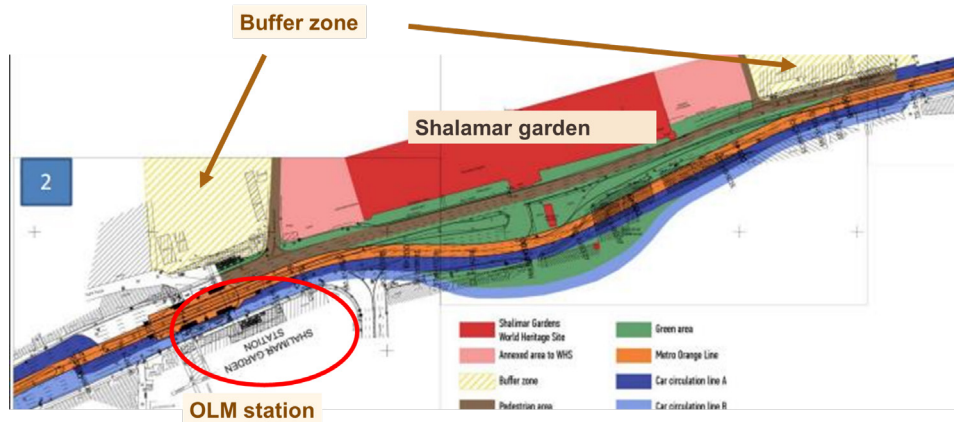 Buffer zone
Shalamar garden
2
SHALIMAR GARDEN
STATION
OLM station
Shalimar Gardens
World Heritage Site
Annexed area to WHS
Buffer zone
Pedestrian area
Green area
Metro Orange Line
Car circulation line A
Car circulation line B